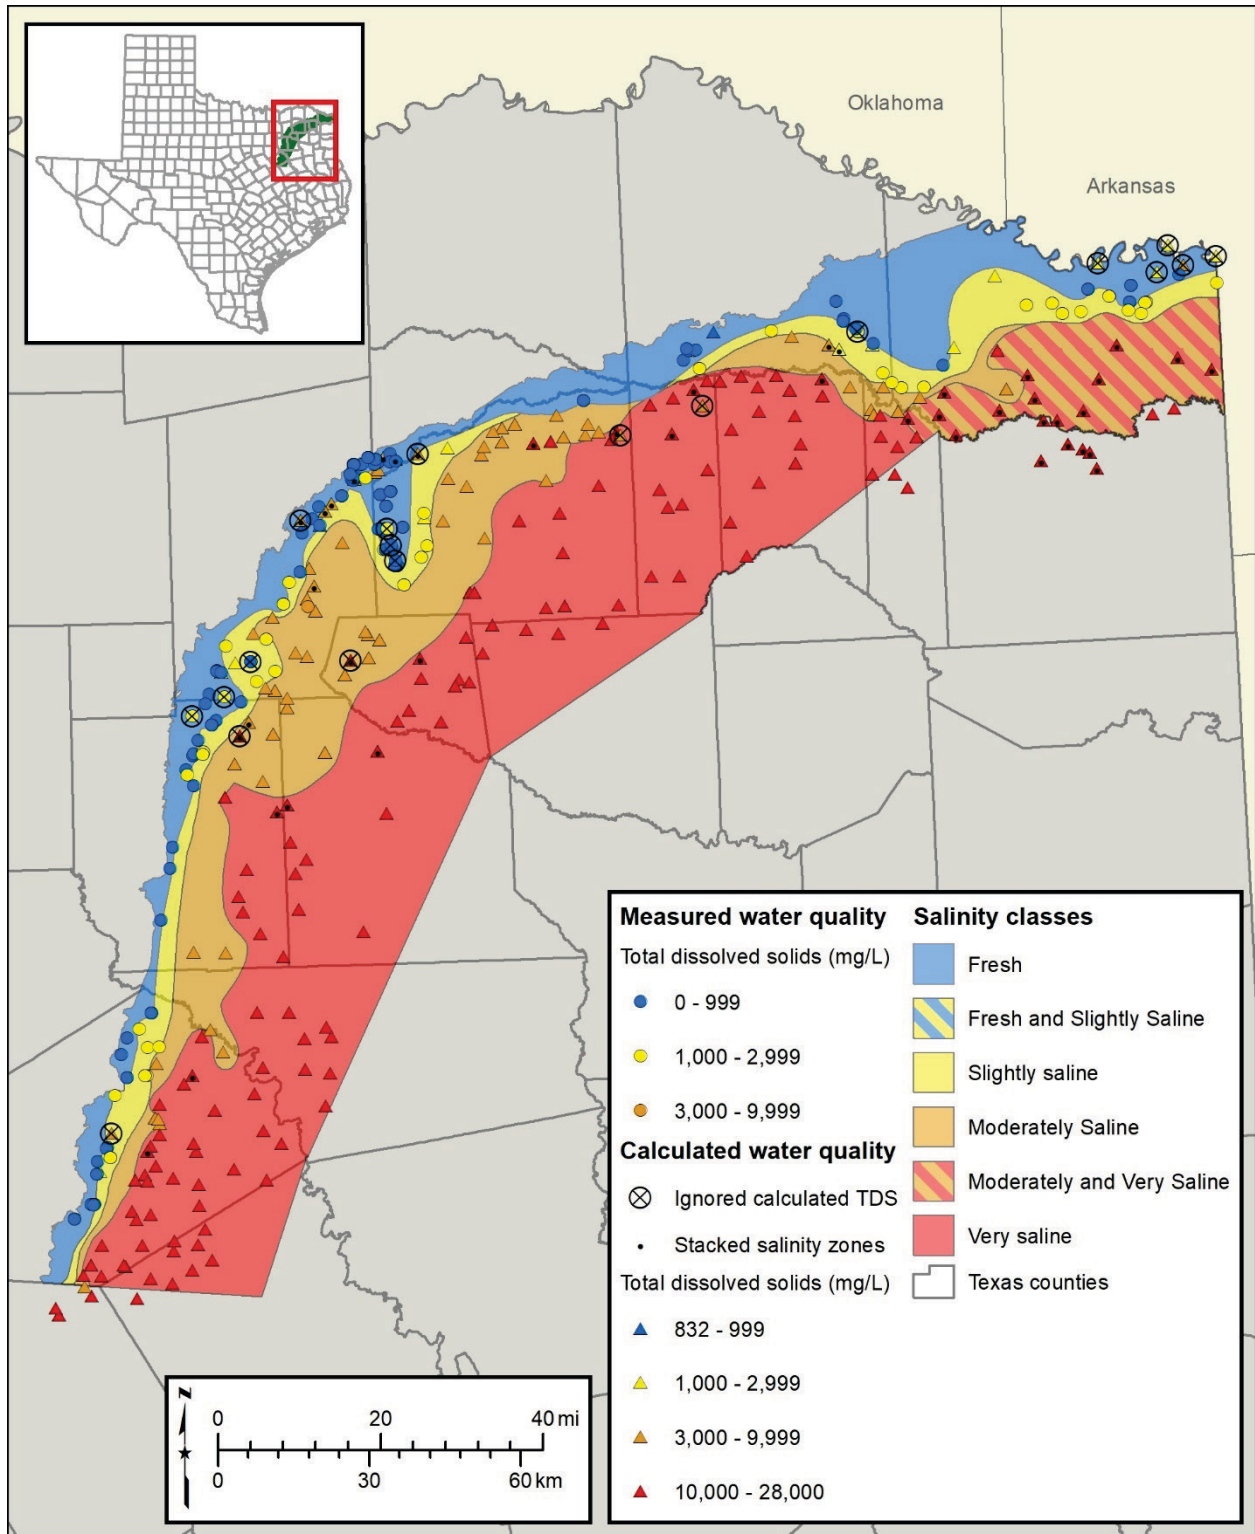 Oklahoma
Arkansas
Measured water quality
Total dissolved solids (mg/L)
0 - 999
1,000 - 2,999
3,000 - 9,999
Calculated water quality
Ignored calculated TDS
Stacked salinity zones
Total dissolved solids (mg/L)
832 - 999
1,000 - 2,999
3,000 - 9,999
10,000 - 28,000
Salinity classes
Fresh
Fresh and Slightly Saline
Slightly saline
Moderately Saline
Moderately and Very Saline
Very saline
Texas counties
N
0 20 40 mi
0 30 60 km